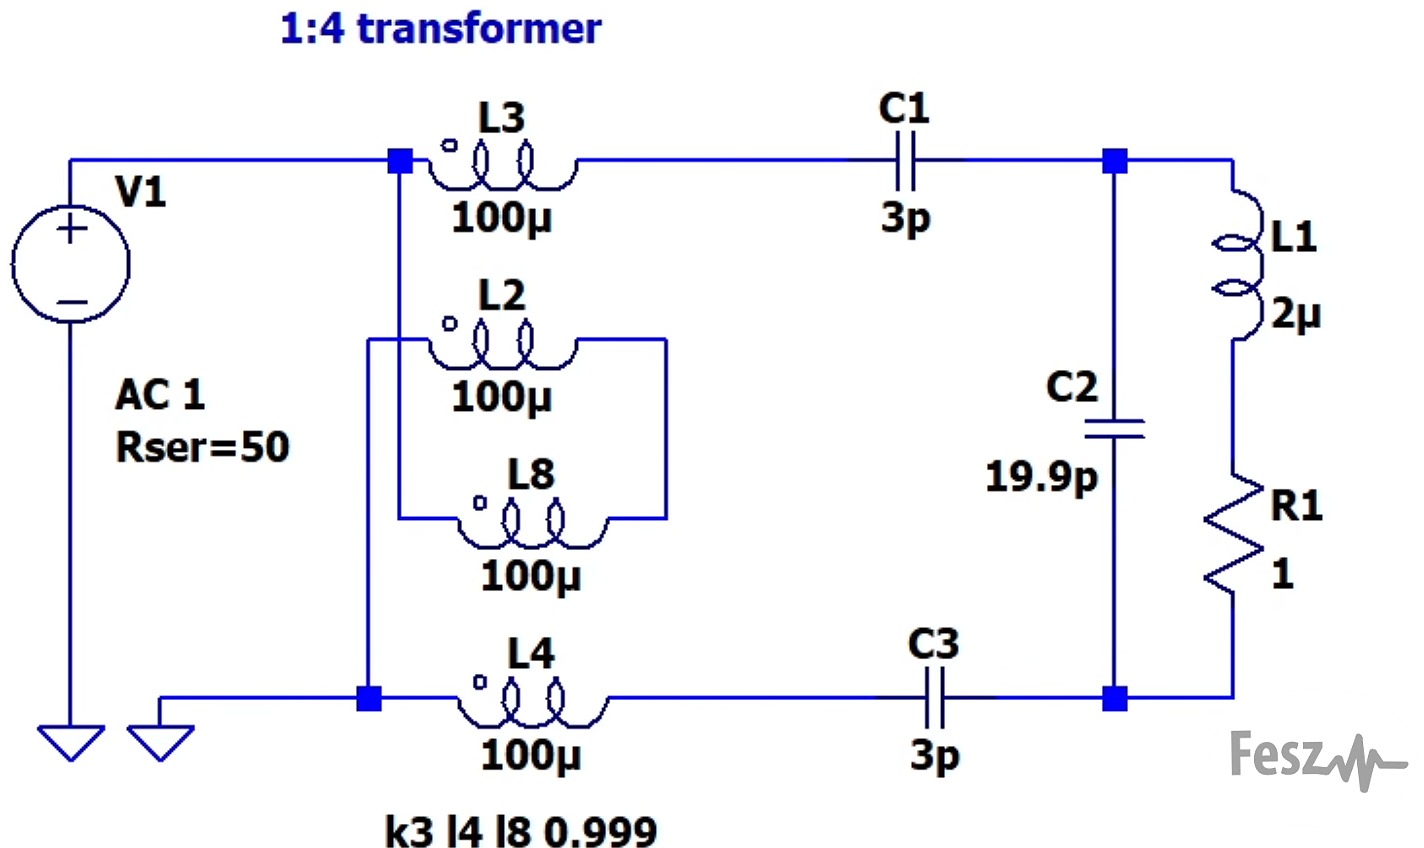 1:4 transformer
L3
100µ
C1
3p
V1
L1
2µ
L2
100µ
AC 1
Rser=50
C2
19.9p
L8
100µ
R1
1
L4
100µ
C3
3p
Fesz
k3 l4 l8 0.999